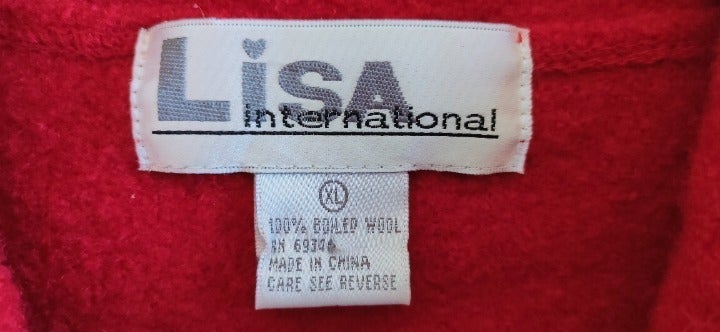 LiSA
international
XL
100% BOILED WOOL
RN 69346
MADE IN CHINA
CARE SEE REVERSE